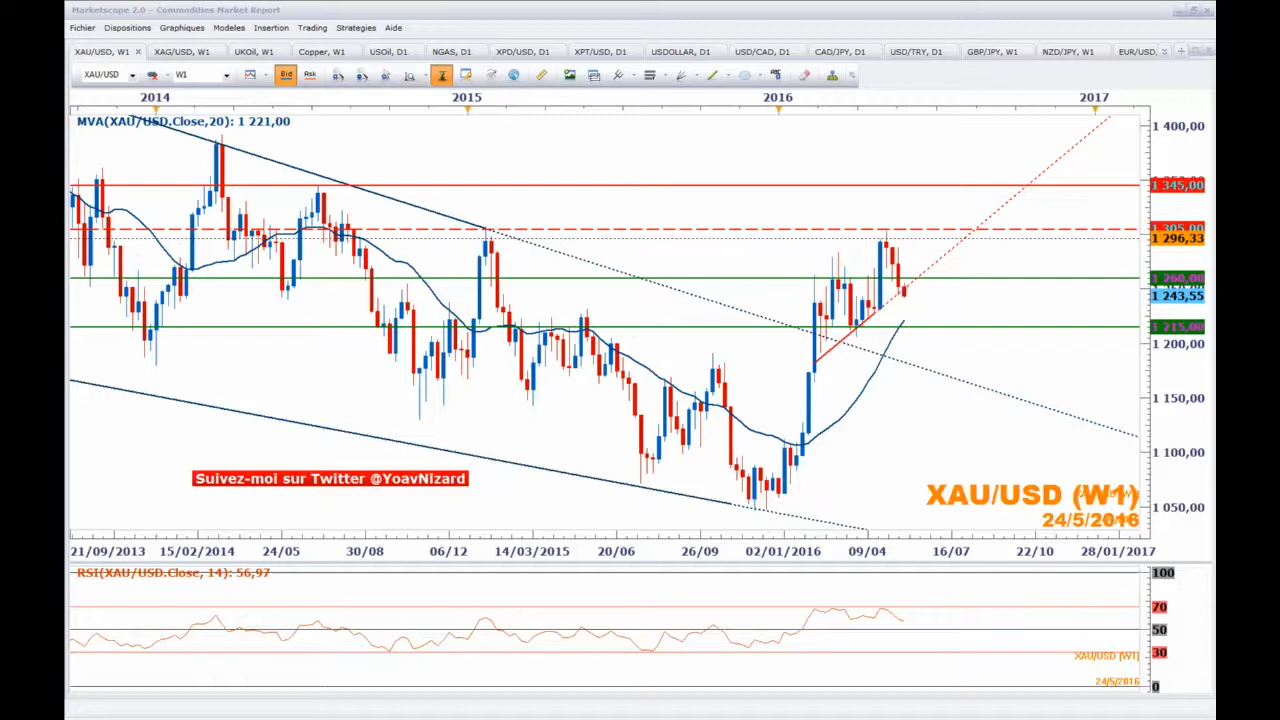 Marketscope 2.0 - Commodities Market Report
Fichier Dispositions Graphiques Modeles Insertion Trading Strategies Aide
XAU/USD, W1 XAG/USD, W1 UKOil, W1 Copper, W1 USOil, D1 NGAS, D1 XPD/USD, D1 XPT/USD, D1 USDOLLAR, D1 USD/CAD, D1 CAD/JPY, D1 USD/TRY, D1 GBP/JPY, W1 NZD/JPY, W1 EUR/USD,
XAU/USD W1 Bid Ask
2014 2015 2016 2017
MVA(XAU/USD.Close,20): 1 221,00
1 400,00
1 345,00
1 305,00
1 296,33
1 260,00
1 243,55
1 215,00
1 200,00
1 150,00
1 100,00
1 050,00
Suivez-moi sur Twitter @YoavNizard
XAU/USD (W1)
24/5/2016
21/09/2013 15/02/2014 24/05 30/08 06/12 14/03/2015 20/06 26/09 02/01/2016 09/04 16/07 22/10 28/01/2017
RSI(XAU/USD.Close, 14): 56,97
100
70
50
30
XAU/USD (W1)
24/5/2016
0